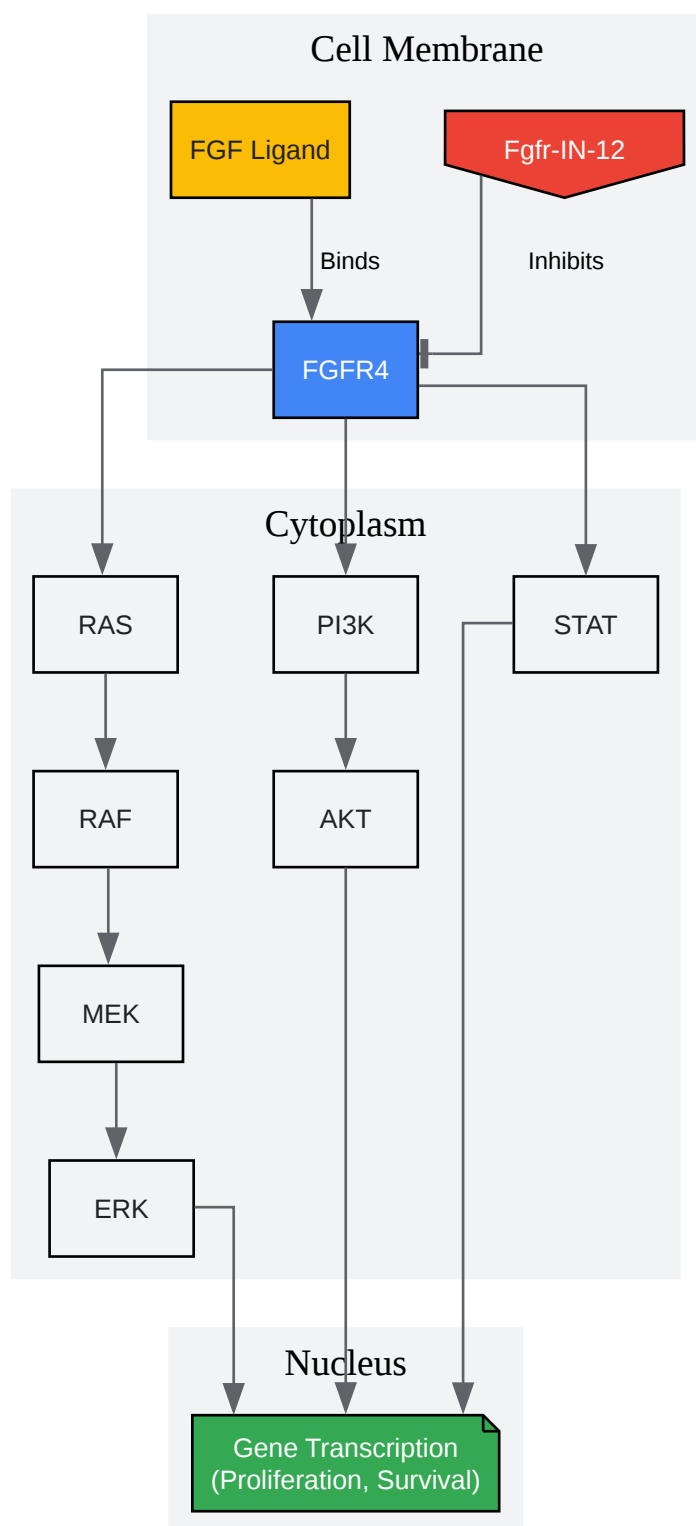 Cell Membrane
FGF Ligand
Fgfr-IN-12
Binds
Inhibits
FGFR4
Cytoplasm
RAS
PI3K
STAT
RAF
AKT
MEK
ERK
Nucleus
Gene Transcription
(Proliferation, Survival)